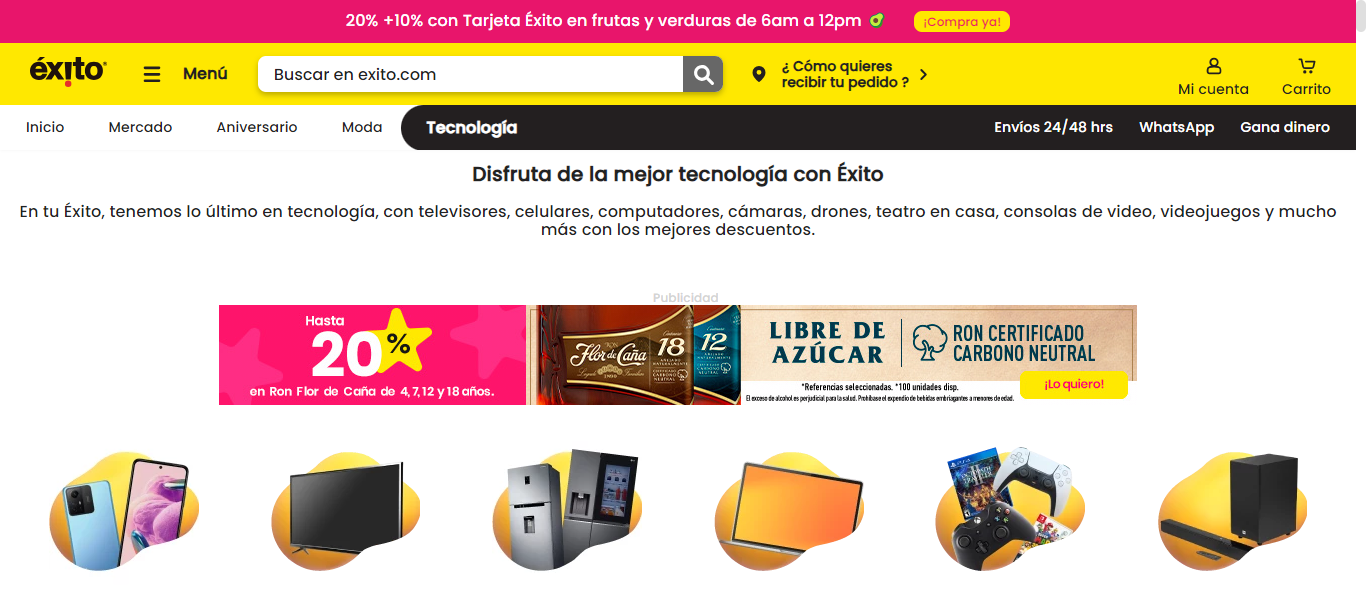 20% +10% con Tarjeta Éxito en frutas y verduras de 6am a 12pm
¡Compra ya!
éxito
Menú
Buscar en exito.com
¿ Cómo quieres
recibir tu pedido ?
Mi cuenta
Carrito
Inicio
Mercado
Aniversario
Moda
Tecnología
Envíos 24/48 hrs
WhatsApp
Gana dinero
Disfruta de la mejor tecnología con Éxito
En tu Éxito, tenemos lo último en tecnología, con televisores, celulares, computadores, cámaras, drones, teatro en casa, consolas de video, videojuegos y mucho
más con los mejores descuentos.
Publicidad
Hasta
20%
en Ron Flor de Caña de 4, 7, 12 y 18 años.
RON
Flor de Caña
18
12
LIBRE DE
AZÚCAR
RON CERTIFICADO
CARBONO NEUTRAL
*Referencias seleccionadas. *100 unidades disp.
El exceso de alcohol es perjudicial para la salud. Prohíbase el expendio de bebidas embriagantes a menores de edad.
¡Lo quiero!